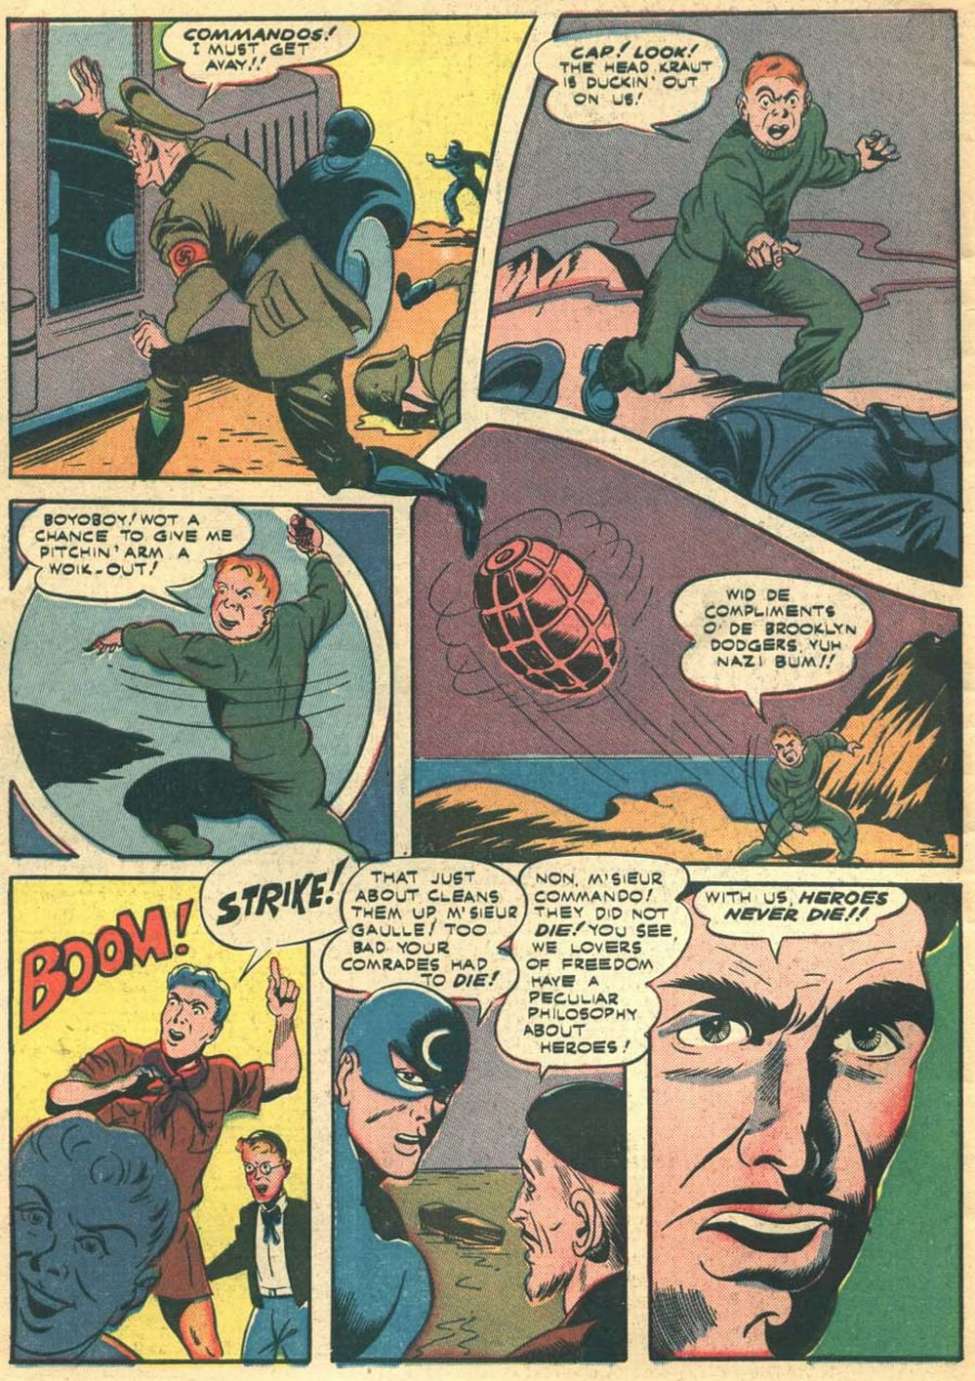 COMMANDOS!
I MUST GET
AVAY!!
CAP! LOOK!
THE HEAD KRAUT
IS DUCKIN' OUT
ON US!
BOYOBOY! WOT A
CHANCE TO GIVE ME
PITCHIN' ARM A
WOIK-OUT!
WID DE
COMPLIMENTS
O' DE BROOKLYN
DODGERS, YUH
NAZI BUM!!
BOOM!
STRIKE!
THAT JUST
ABOUT CLEANS
THEM UP, M'SIEUR
GAULLE! TOO
BAD YOUR
COMRADES HAD
TO DIE!
NON, M'SIEUR
COMMANDO!
THEY DID NOT
DIE! YOU SEE,
WE LOVERS
OF FREEDOM
HAVE A
PECULIAR
PHILOSOPHY
ABOUT
HEROES!
WITH US, HEROES
NEVER DIE!!